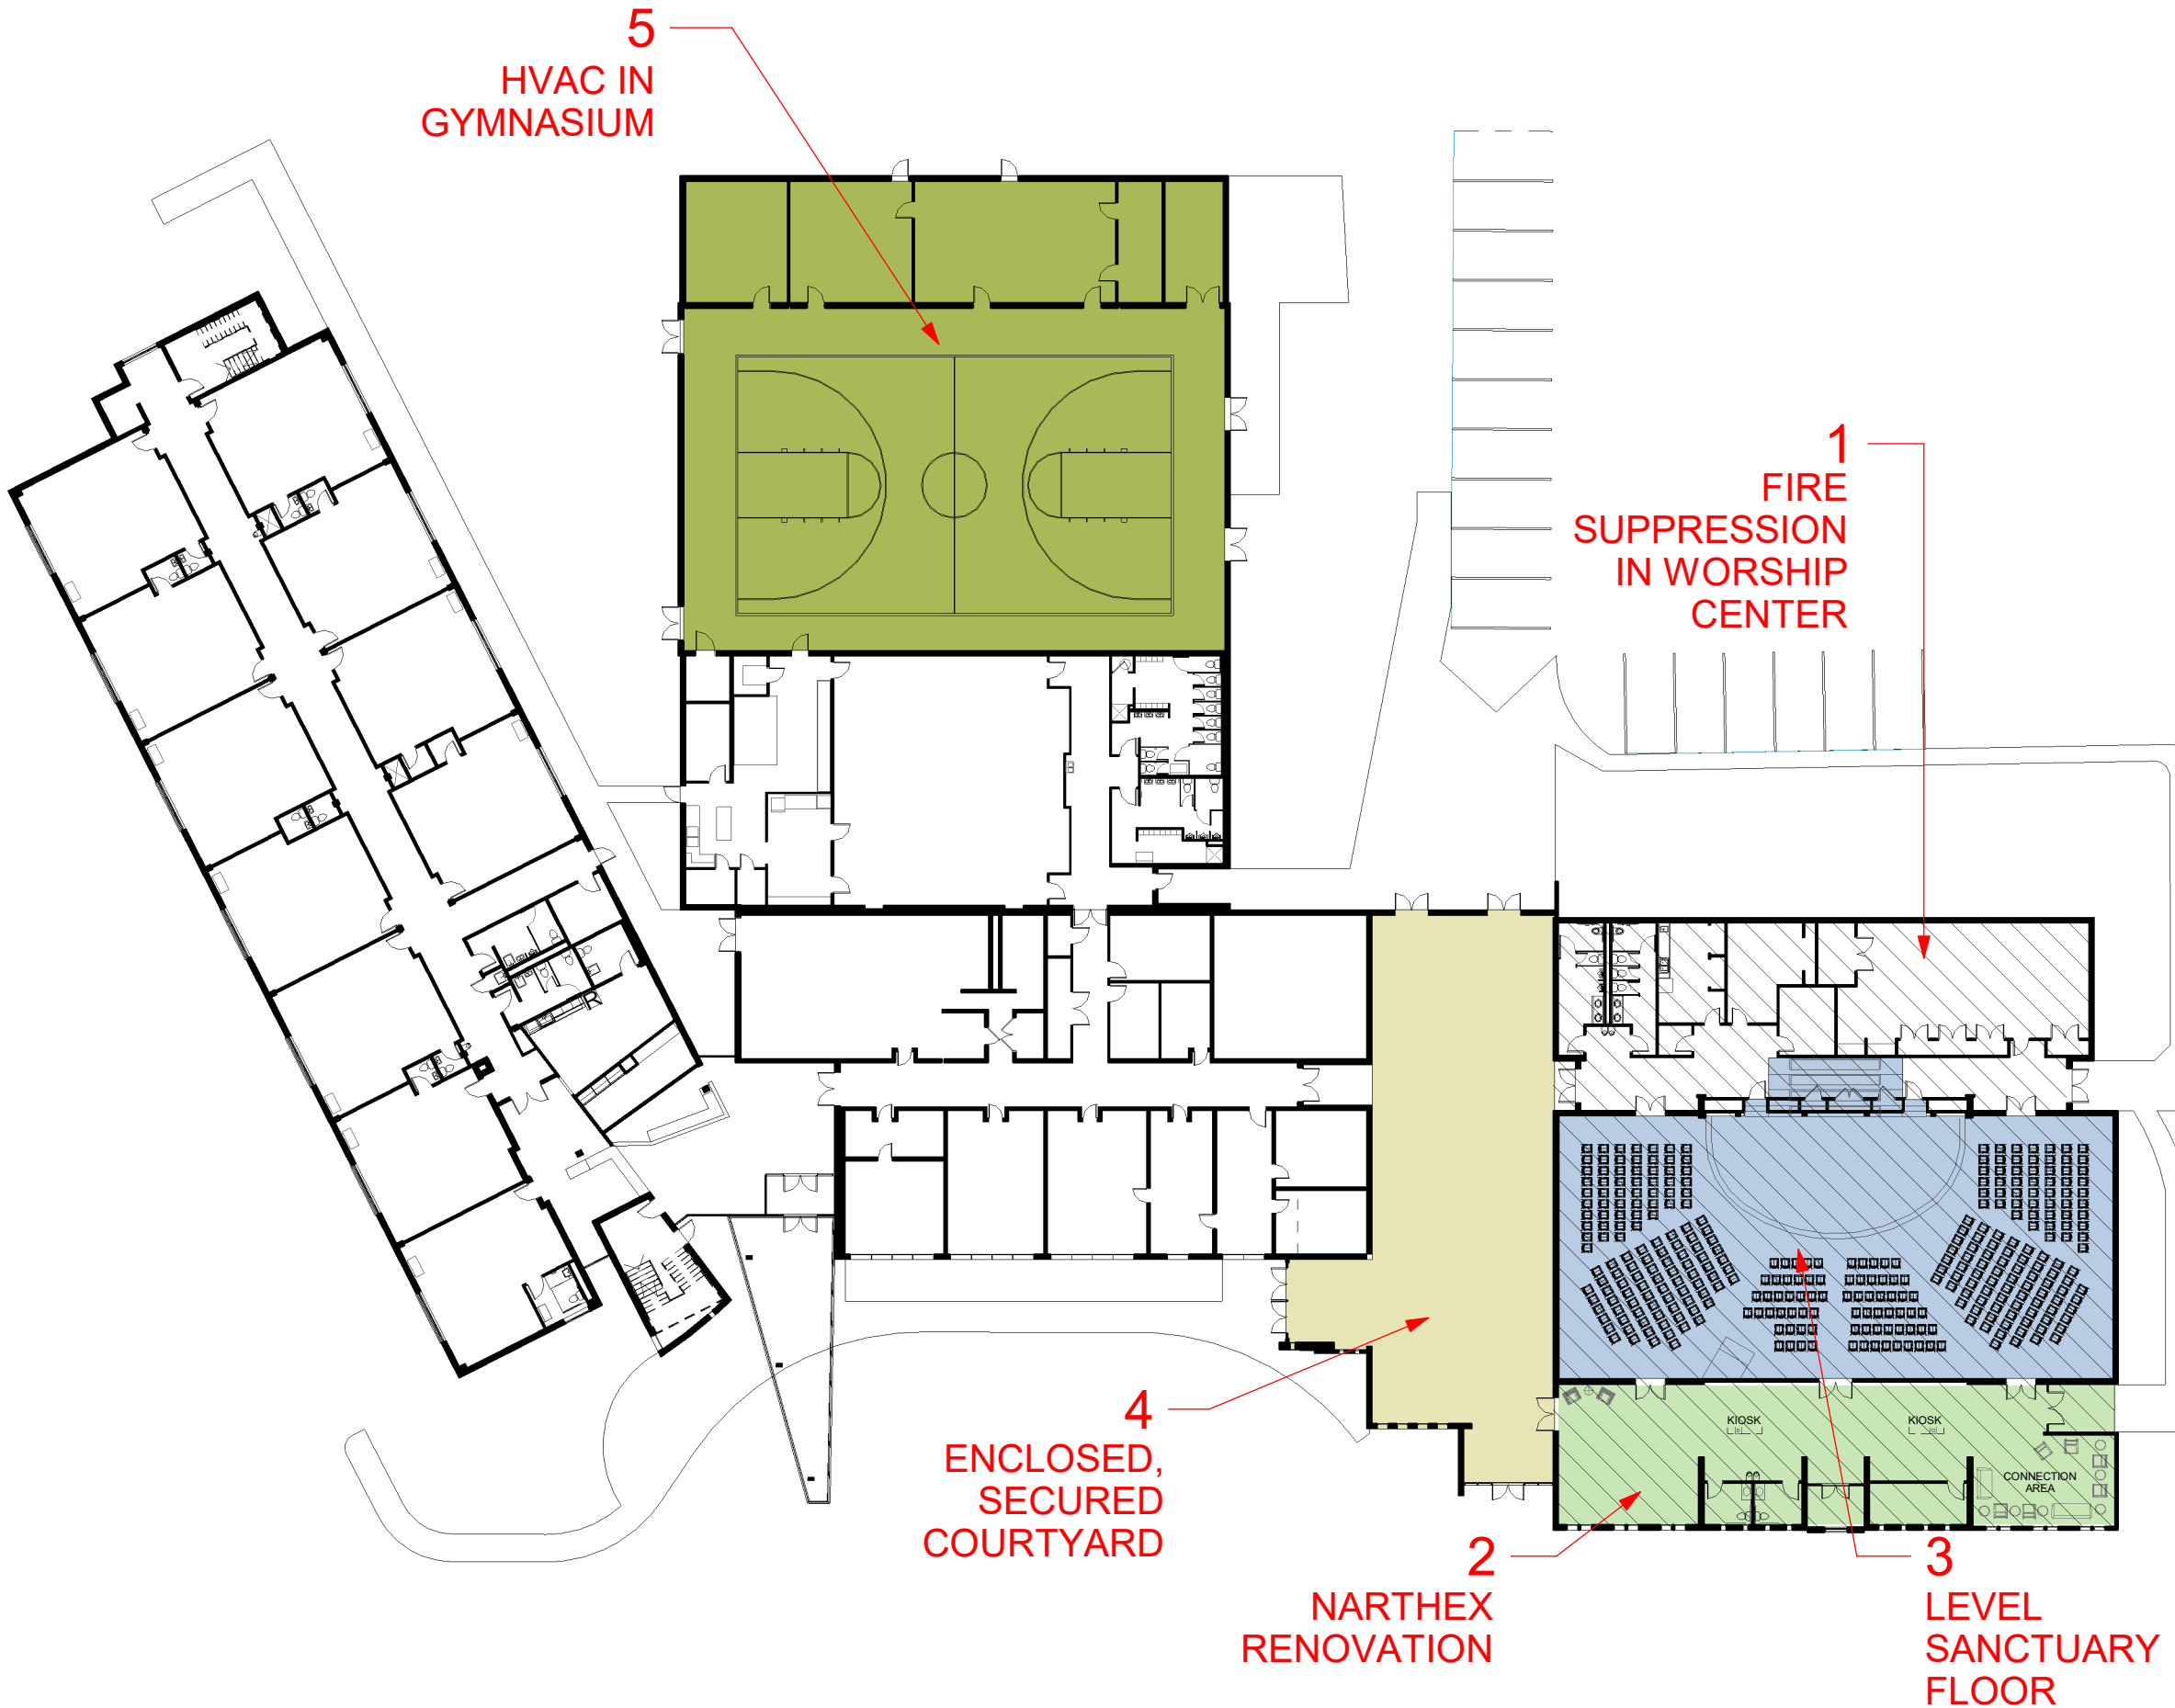 5
HVAC IN
GYMNASIUM
1
FIRE
SUPPRESSION
IN WORSHIP
CENTER
R
KIOSK
KIOSK
CONNECTION
AREA
4
ENCLOSED,
SECURED
COURTYARD
2
NARTHEX
RENOVATION
3
LEVEL
SANCTUARY
FLOOR